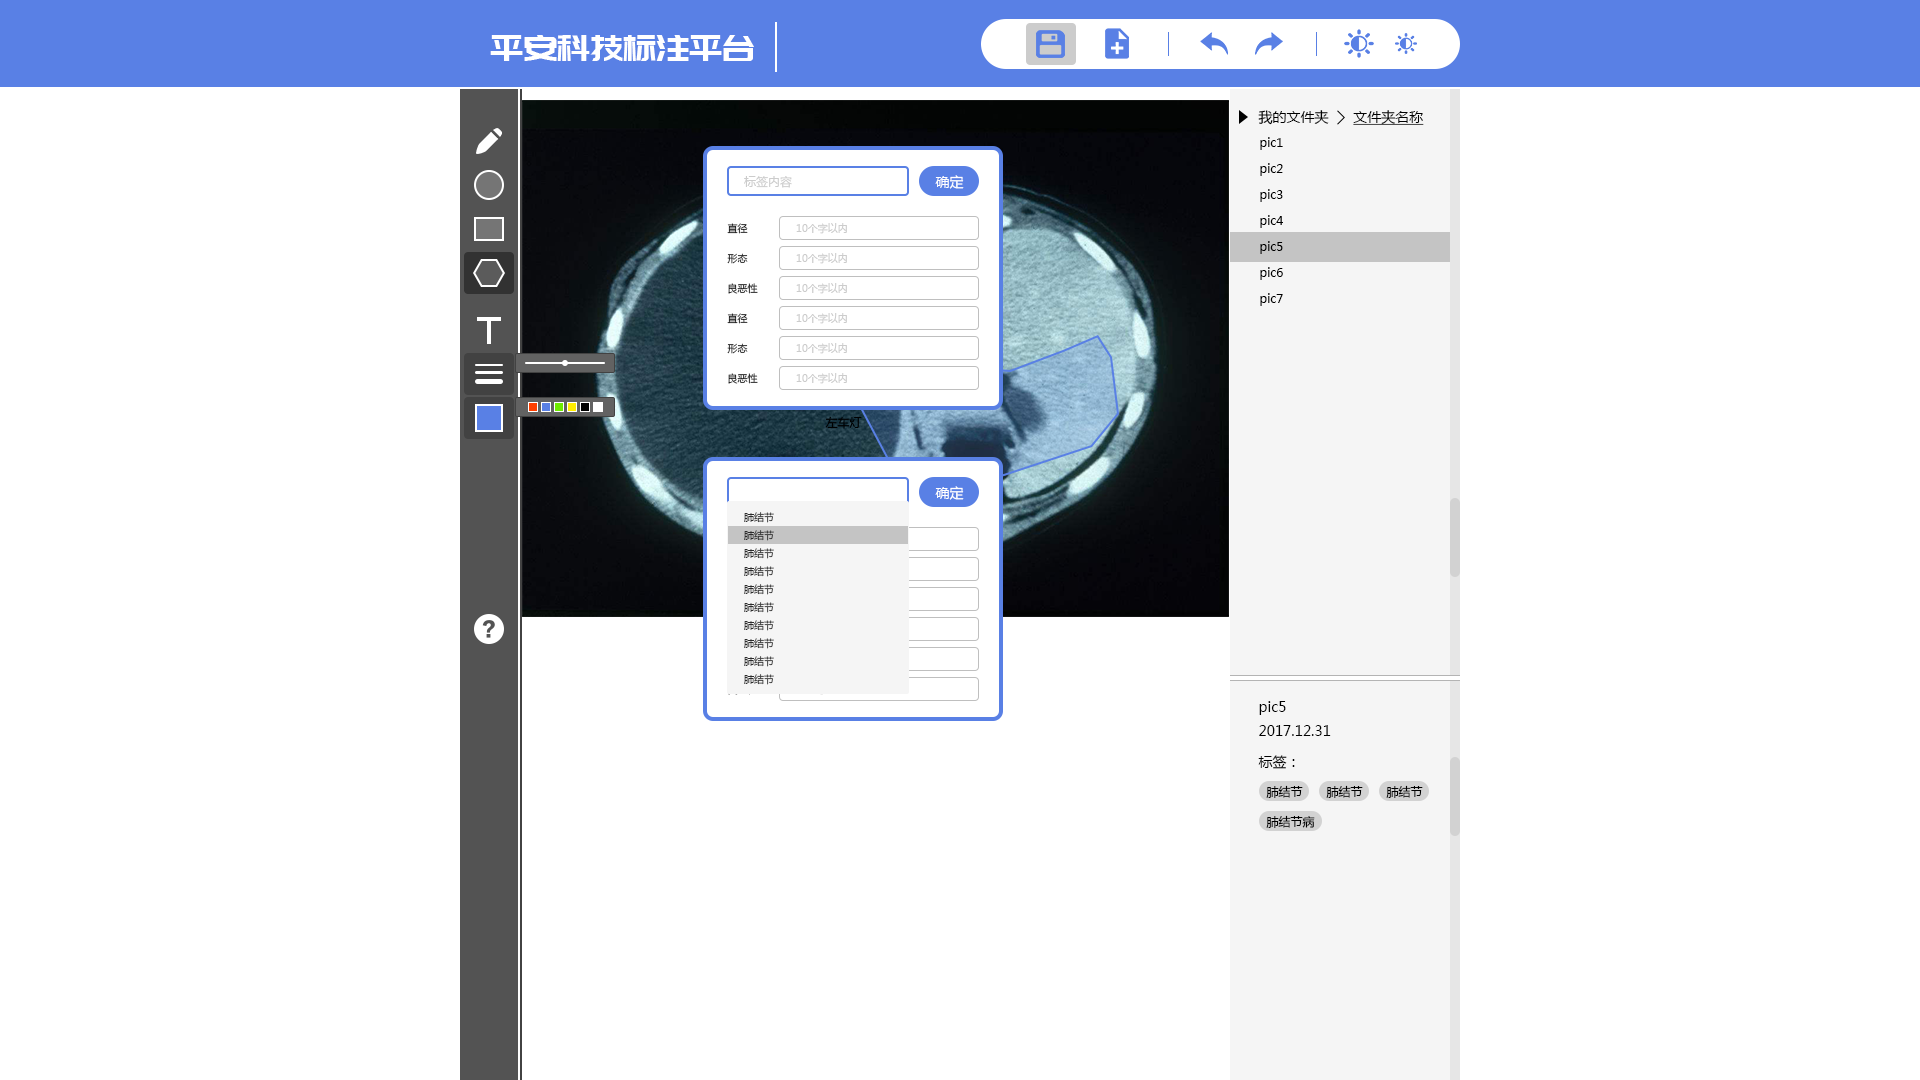 平安科技标注平台
标签内容 确定
直径 10个字以内
形态 10个字以内
良恶性 10个字以内
直径 10个字以内
形态 10个字以内
良恶性 10个字以内
左车灯
确定
肺结节
肺结节
肺结节
肺结节
肺结节
肺结节
肺结节
肺结节
肺结节
肺结节
T
?
我的文件夹 > 文件夹名称
pic1
pic2
pic3
pic4
pic5
pic6
pic7
pic5
2017.12.31
标签：
肺结节 肺结节 肺结节
肺结节病